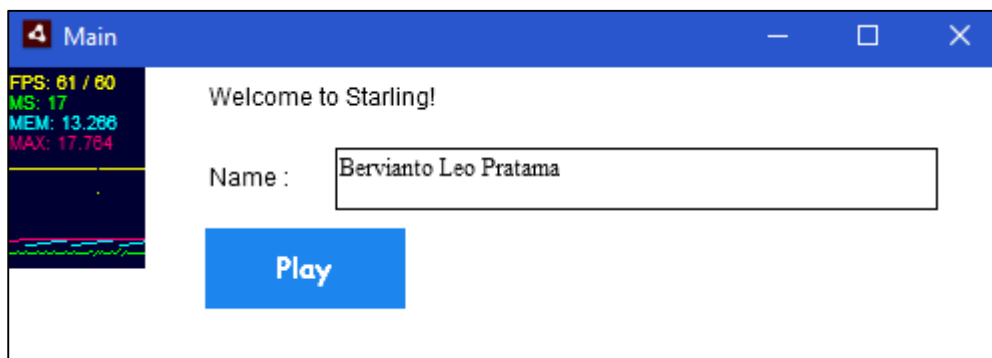 Main
FPS: 61 / 60
MS: 17
MEM: 13.266
MAX: 17.764
Welcome to Starling!
Name :
Bervianto Leo Pratama
Play